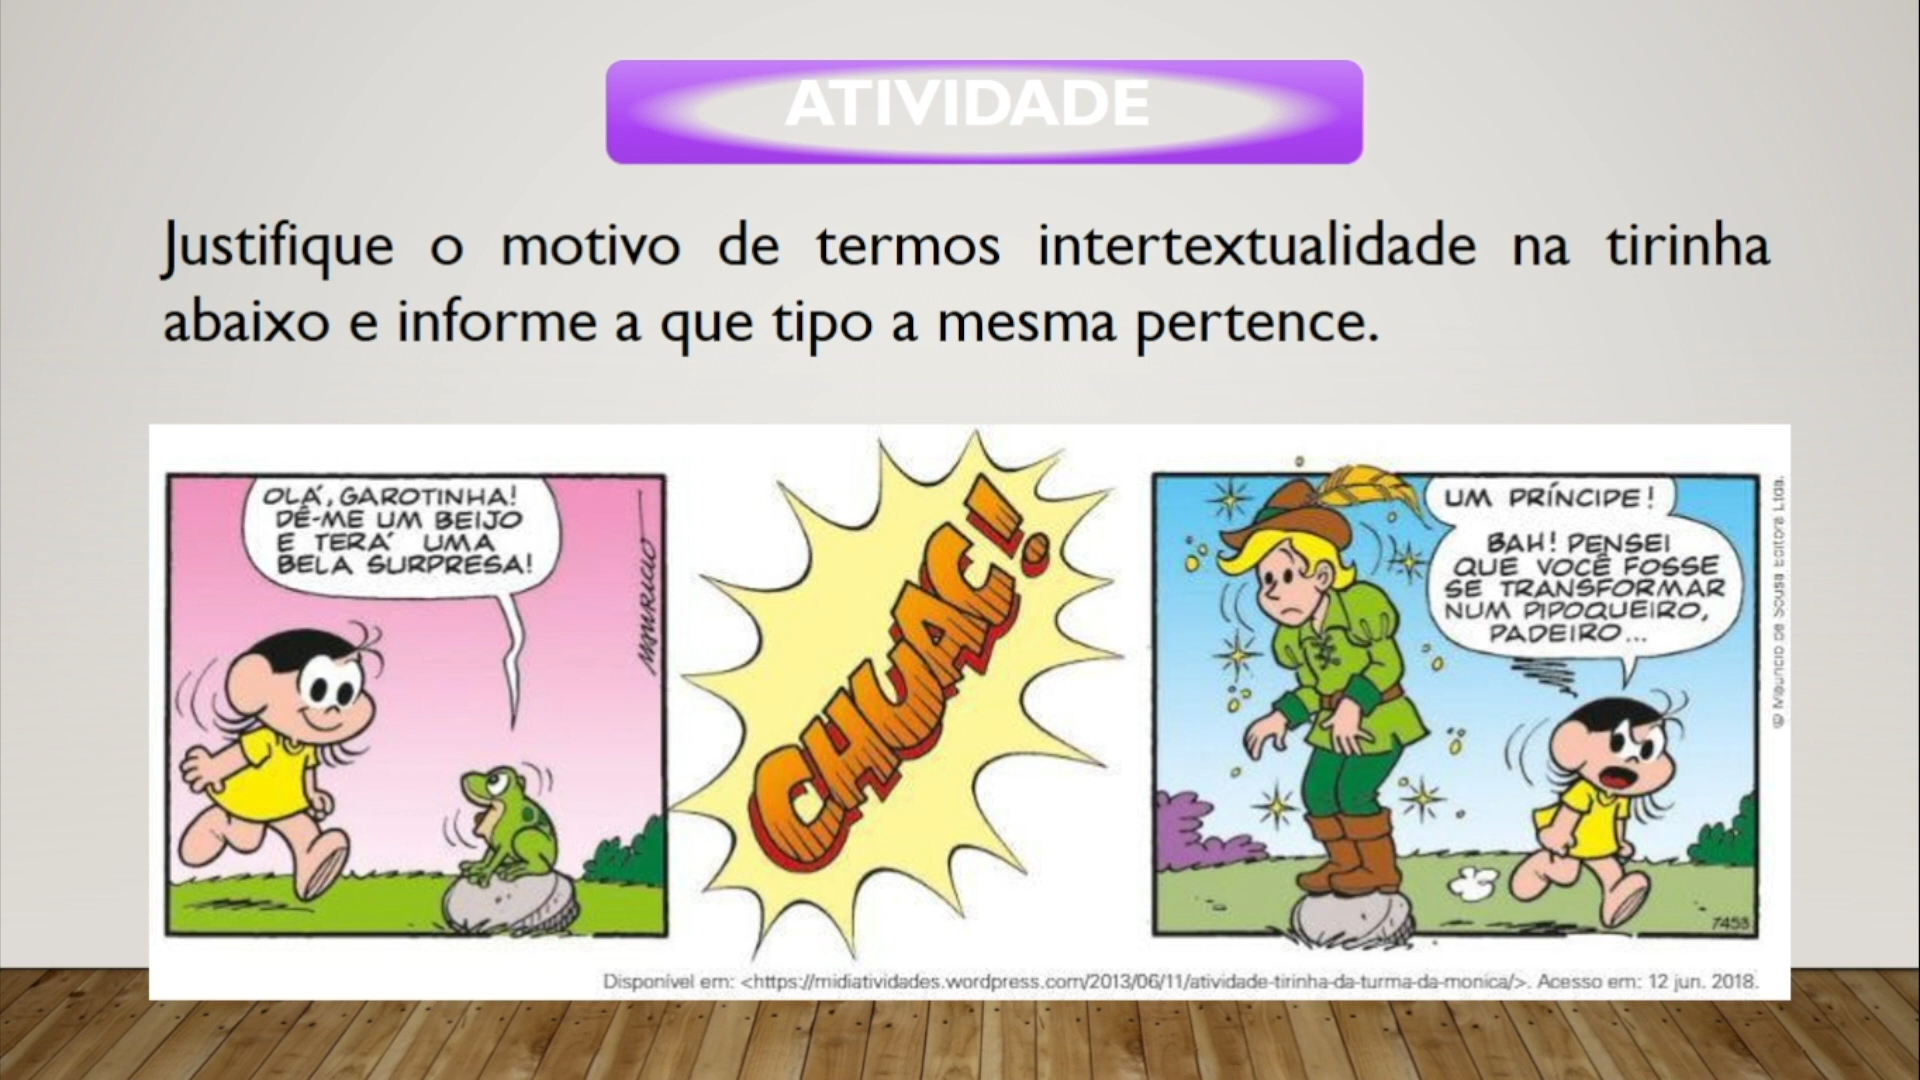 ATIVIDADE
Justifique o motivo de termos intertextualidade na tirinha
abaixo e informe a que tipo a mesma pertence.
OLÁ, GAROTINHA!
DÊ-ME UM BEIJO
E TERÁ UMA
BELA SURPRESA!
MAURICIO
CHUAC!
UM PRÍNCIPE!
BAH! PENSEI
QUE VOCÊ FOSSE
SE TRANSFORMAR
NUM PIPOQUEIRO,
PADEIRO...
7453
© Mauricio de Sousa Editora Ltda.
Disponível em: <https://midiatividades.wordpress.com/2013/06/11/atividade-tirinha-da-turma-da-monica/>. Acesso em: 12 jun. 2018.